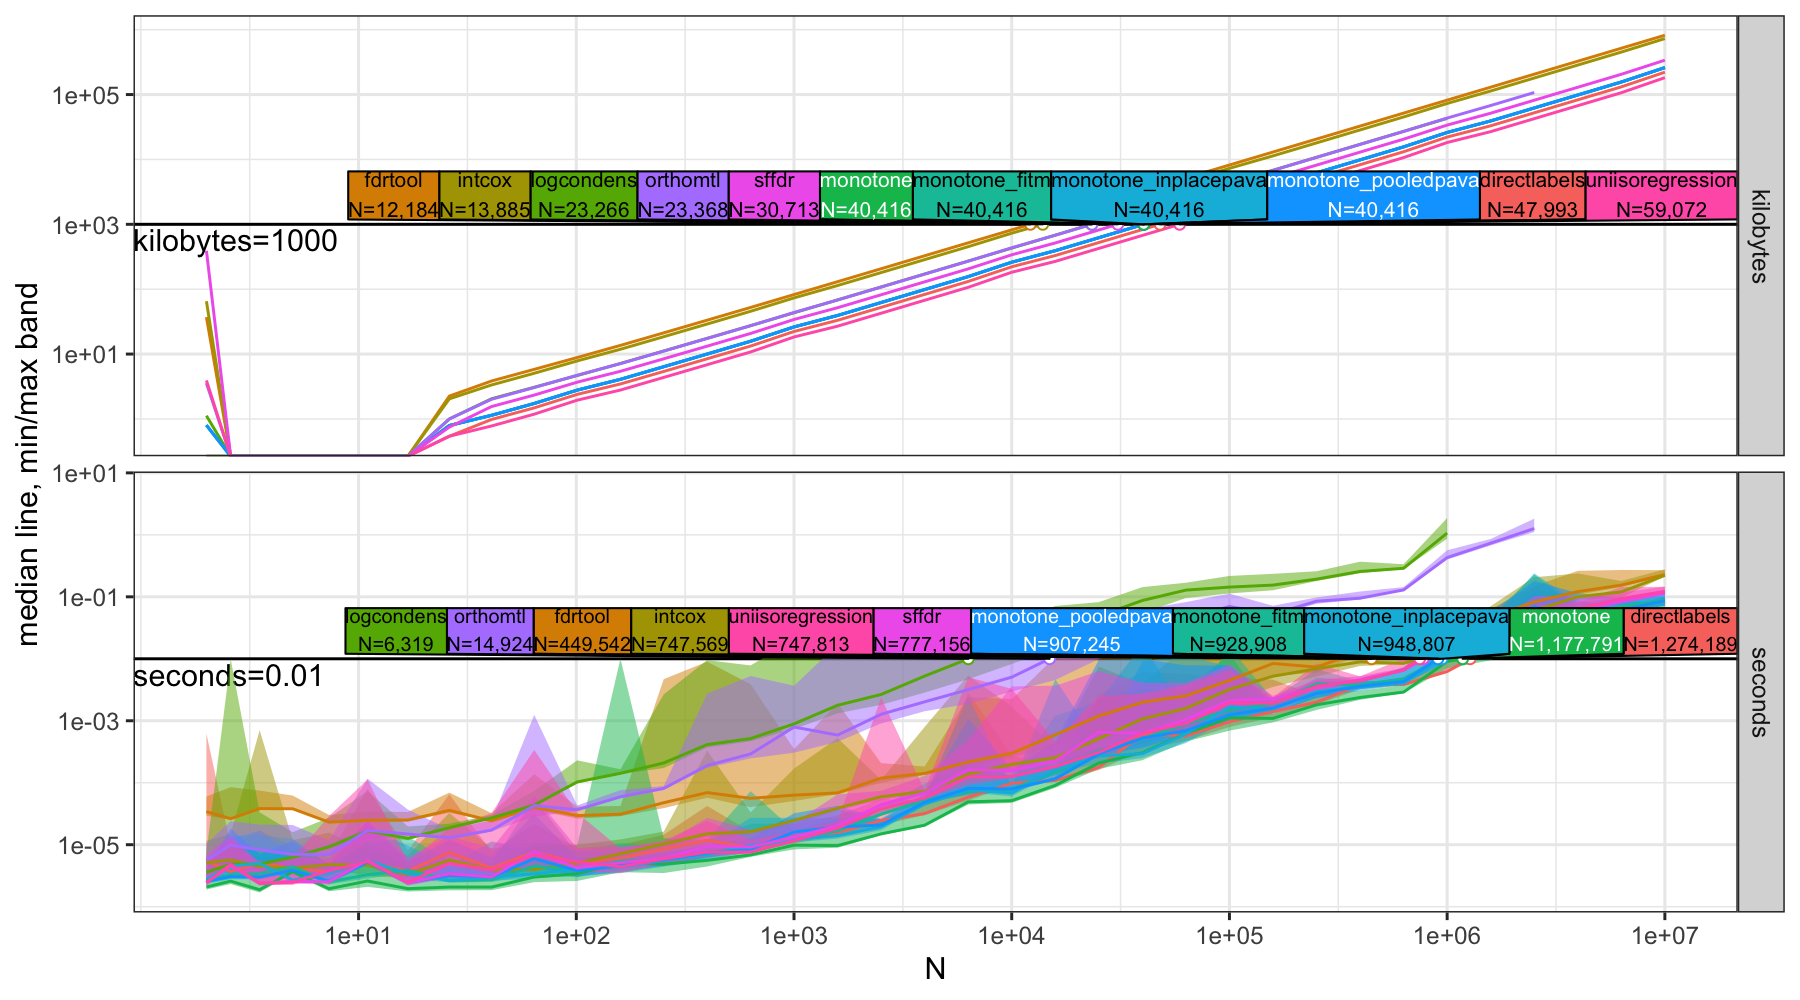 median line, min/max band
1e+05
1e+03
1e+01
fdrtool intcox logcondens orthomtl sffdr monotone monotone_fitm monotone_inplacepava monotone_pooledpava directlabels uniisoregression
N=12,184 N=13,885 N=23,266 N=23,368 N=30,713 N=40,416 N=40,416 N=40,416 N=40,416 N=47,993 N=59,072
kilobytes=1000
kilobytes
1e+01
1e-01
1e-03
1e-05
logcondens orthomtl fdrtool intcox uniisoregression sffdr monotone_pooledpava monotone_fitm monotone_inplacepava monotone directlabels
N=6,319 N=14,924 N=449,542 N=747,569 N=747,813 N=777,156 N=907,245 N=928,908 N=948,807 N=1,177,791 N=1,274,189
seconds=0.01
seconds
1e+01 1e+02 1e+03 1e+04 1e+05 1e+06 1e+07
N